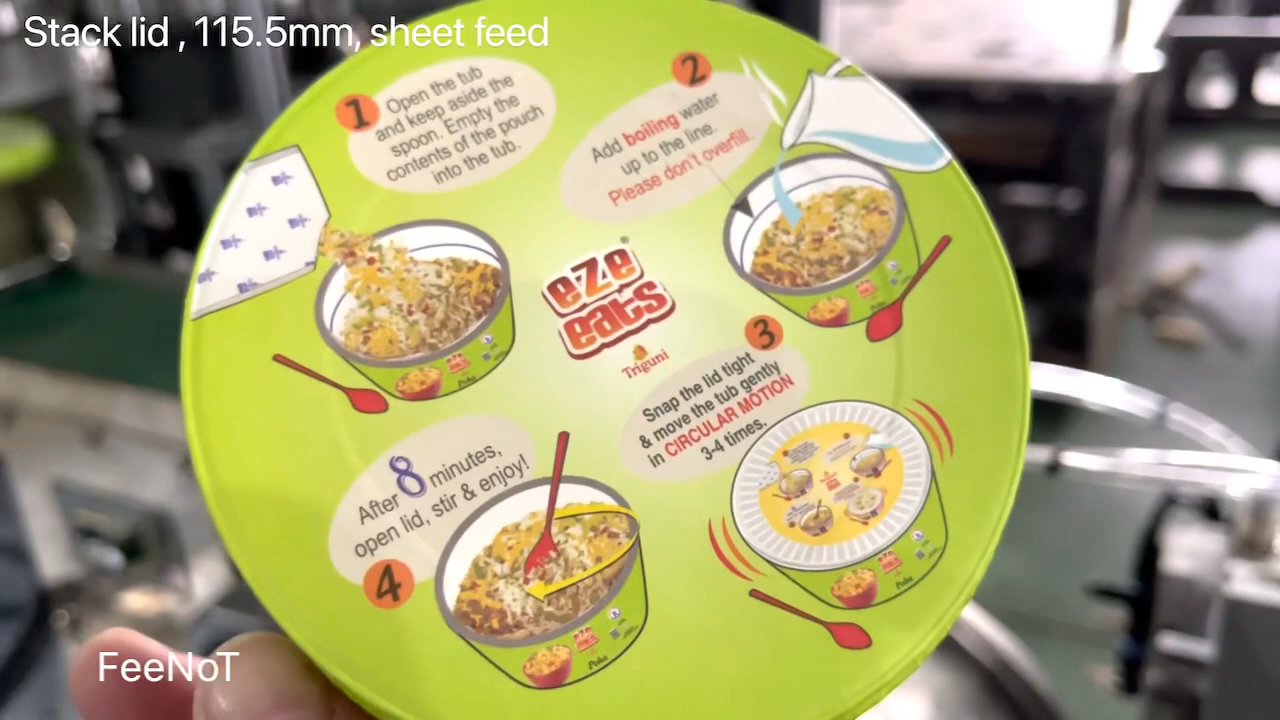 Stack lid , 115.5mm, sheet feed
1
Open the tub
and keep aside the
spoon. Empty the
contents of the pouch
into the tub.
2
Add boiling water
up to the line.
Please don't overfill.
eZe
eats
®
Triguni
3
Snap the lid tight
& move the tub gently
in CIRCULAR MOTION
3-4 times.
After 8 minutes,
open lid, stir & enjoy!
4
Poha
Poha
Poha
FeeNoT